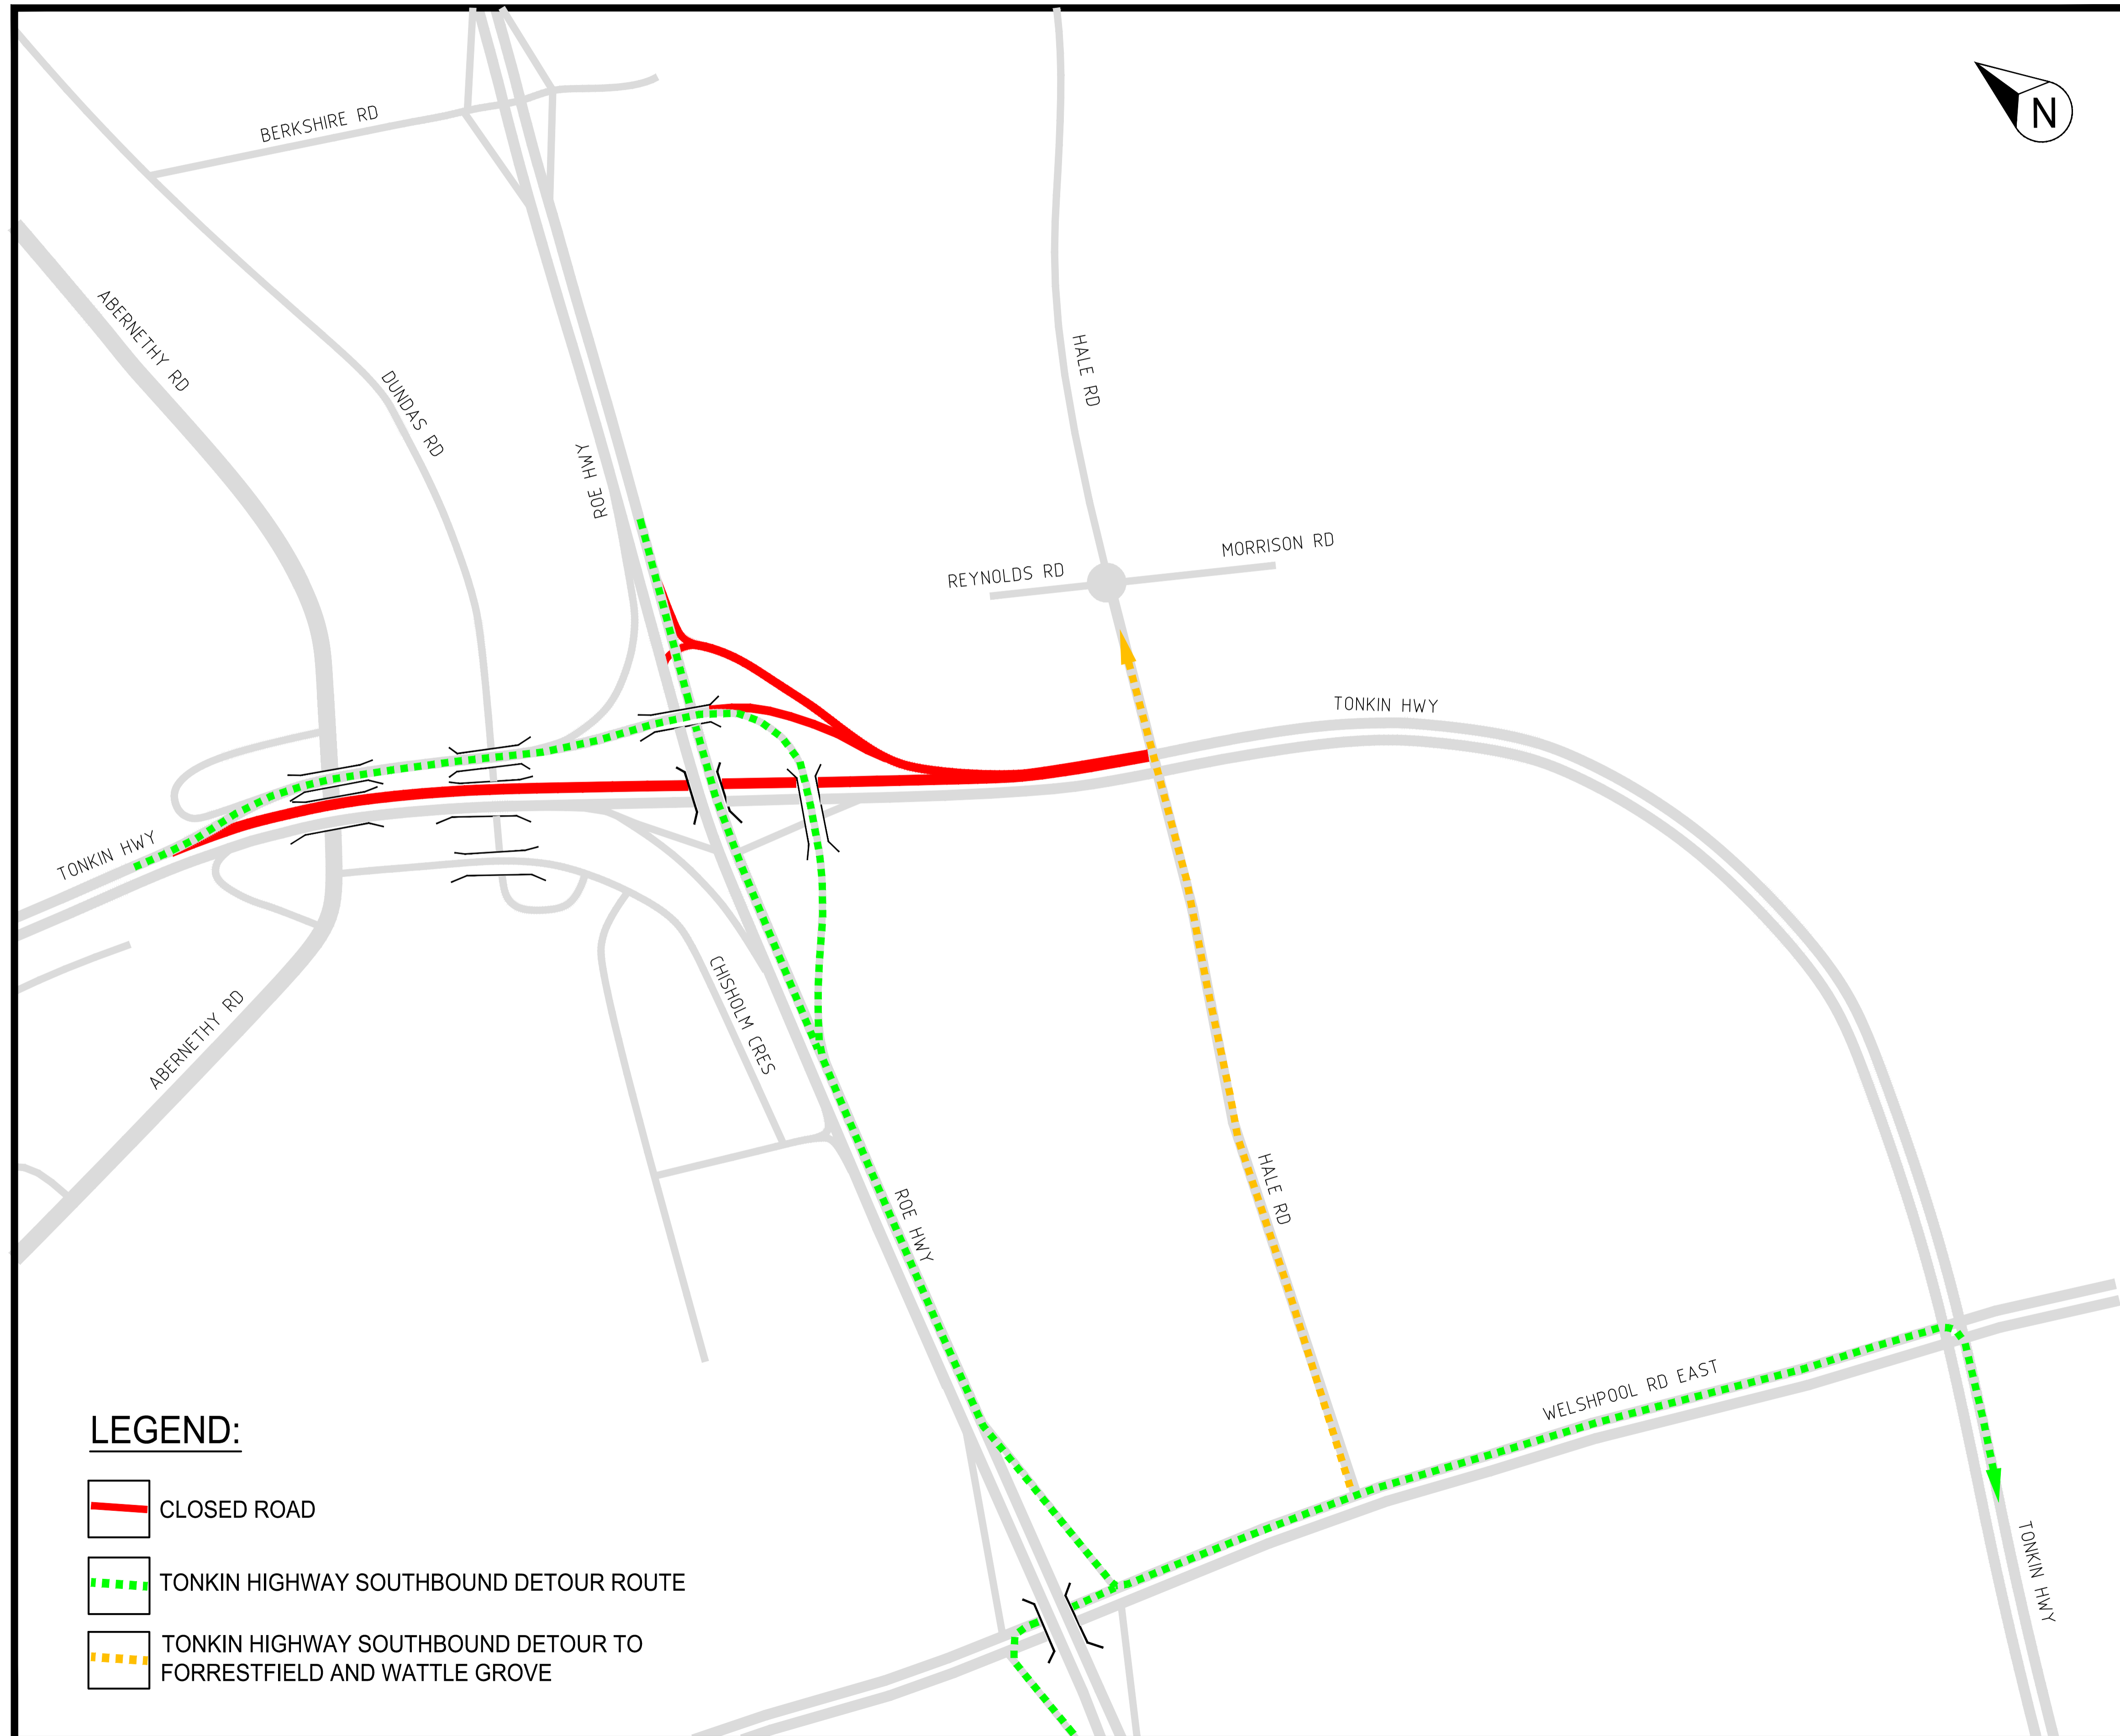 N
BERKSHIRE RD
ABERNETHY RD
HALE RD
DUNDAS RD
ROE HWY
MORRISON RD
REYNOLDS RD
TONKIN HWY
TONKIN HWY
CHISHOLM CRES
ABERNETHY RD
HALE RD
ROE HWY
WELSHPOOL RD EAST
TONKIN HWY
LEGEND:
CLOSED ROAD
TONKIN HIGHWAY SOUTHBOUND DETOUR ROUTE
TONKIN HIGHWAY SOUTHBOUND DETOUR TO
FORRESTFIELD AND WATTLE GROVE